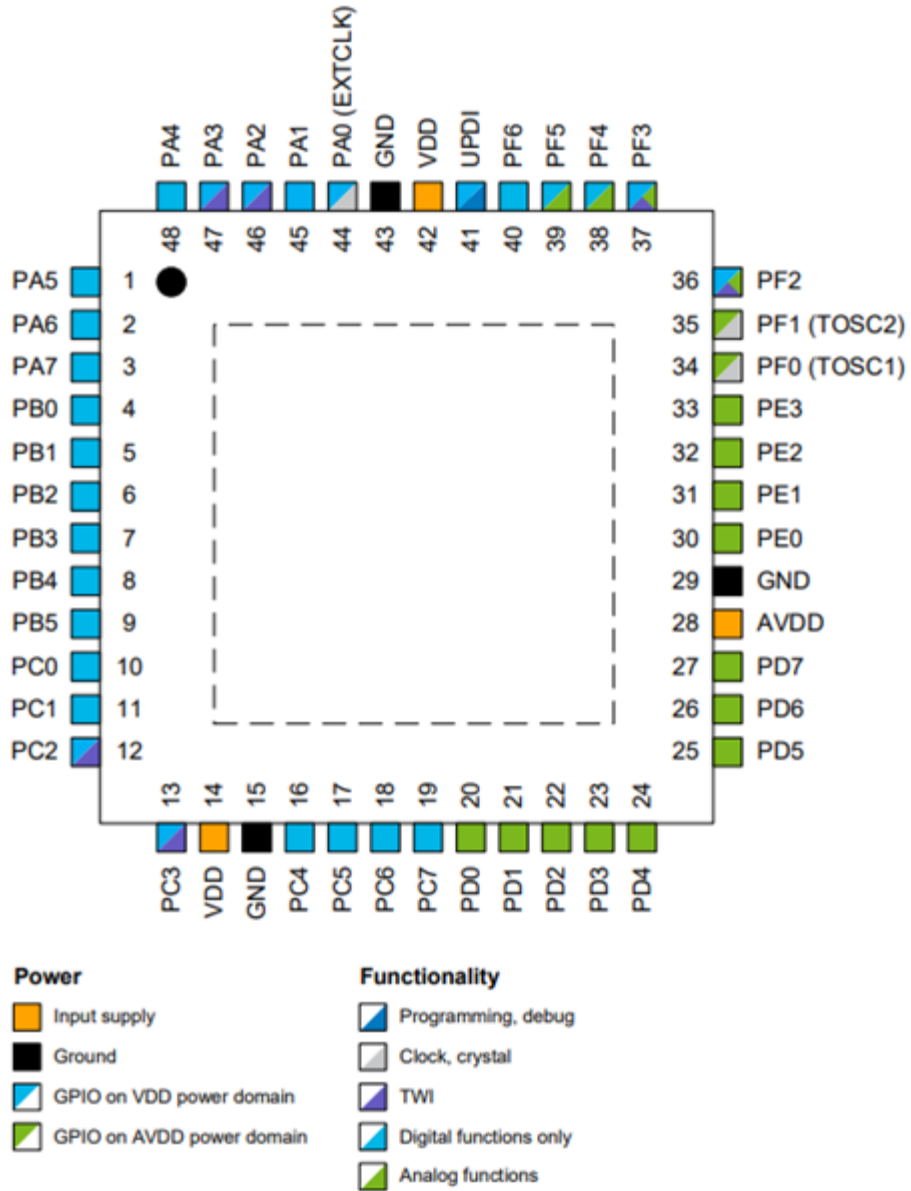 PA4 PA3 PA2 PA1 PA0 (EXTCLK) GND VDD UPDI PF6 PF5 PF4 PF3
48 47 46 45 44 43 42 41 40 39 38 37
PA5 1 36 PF2
PA6 2 35 PF1 (TOSC2)
PA7 3 34 PF0 (TOSC1)
PB0 4 33 PE3
PB1 5 32 PE2
PB2 6 31 PE1
PB3 7 30 PE0
PB4 8 29 GND
PB5 9 28 AVDD
PC0 10 27 PD7
PC1 11 26 PD6
PC2 12 25 PD5
13 14 15 16 17 18 19 20 21 22 23 24
PC3 VDD GND PC4 PC5 PC6 PC7 PD0 PD1 PD2 PD3 PD4
Power
Input supply
Ground
GPIO on VDD power domain
GPIO on AVDD power domain
Functionality
Programming, debug
Clock, crystal
TWI
Digital functions only
Analog functions